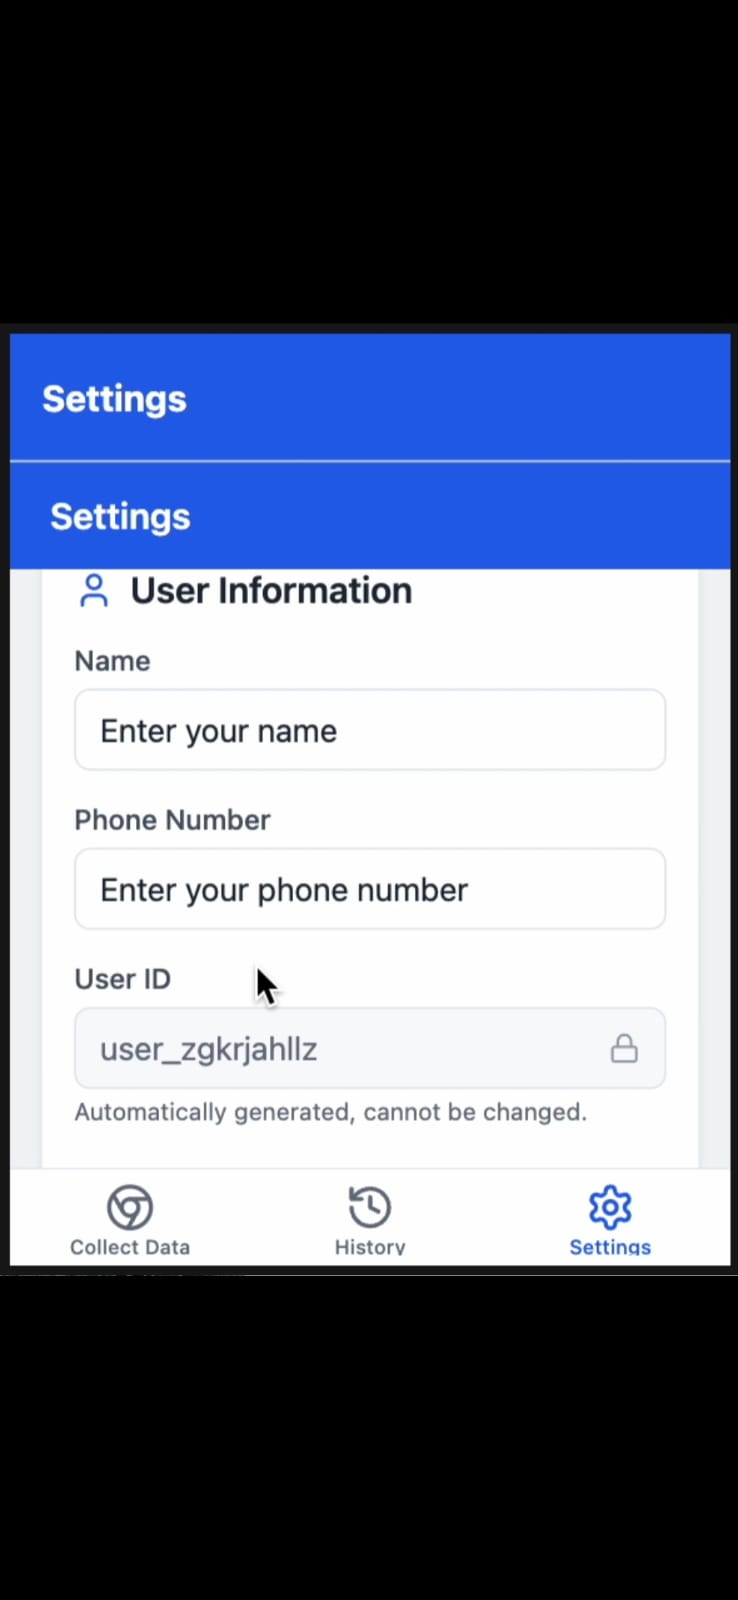 Settings
Settings
User Information
Name
Enter your name
Phone Number
Enter your phone number
User ID
user_zgkrjahllz
Automatically generated, cannot be changed.
Collect Data
History
Settings